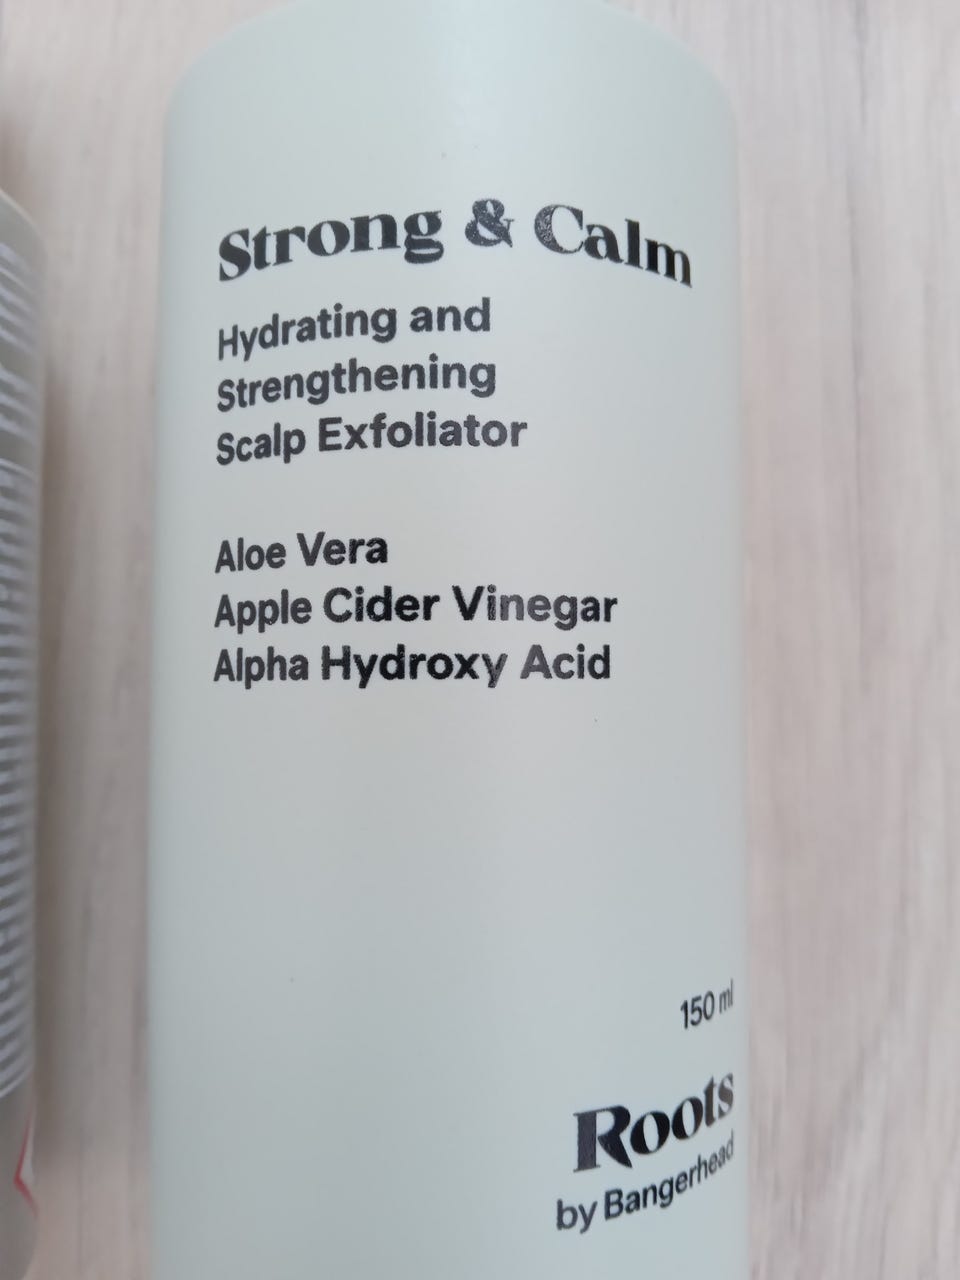 Strong & Calm
Hydrating and
Strengthening
Scalp Exfoliator
Aloe Vera
Apple Cider Vinegar
Alpha Hydroxy Acid
150 ml
Roots
by Bangerhead